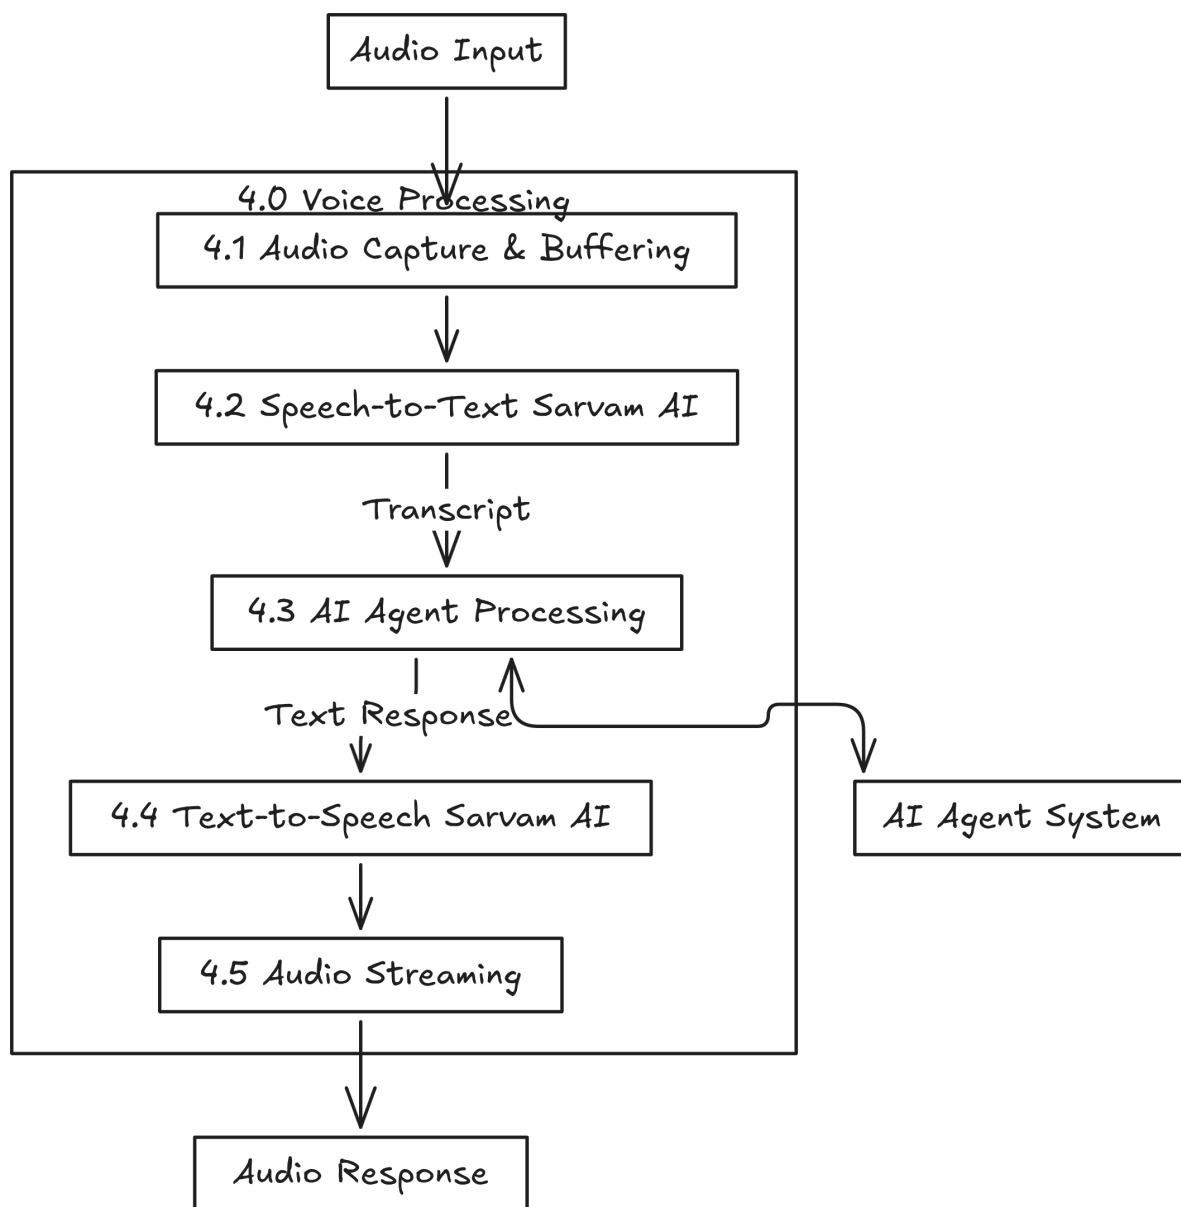 Audio Input
4.0 Voice Processing
4.1 Audio Capture & Buffering
4.2 Speech-to-Text Sarvam AI
Transcript
4.3 AI Agent Processing
Text Response
4.4 Text-to-Speech Sarvam AI
AI Agent System
4.5 Audio Streaming
Audio Response